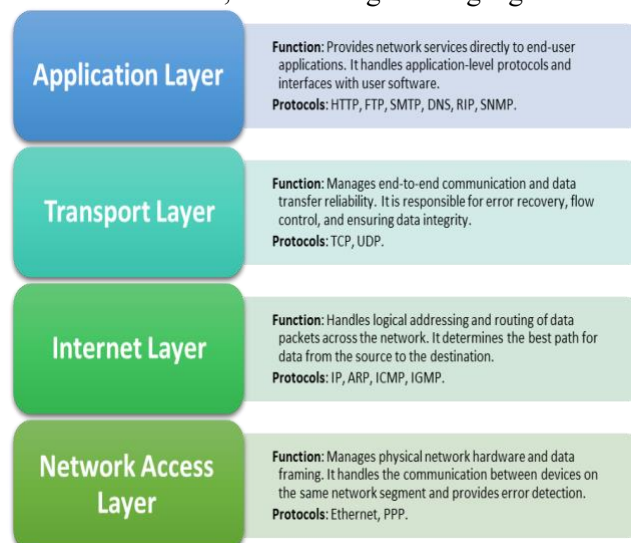 Application Layer
Function: Provides network services directly to end-user
applications. It handles application-level protocols and
interfaces with user software.
Protocols: HTTP, FTP, SMTP, DNS, RIP, SNMP.
Transport Layer
Function: Manages end-to-end communication and data
transfer reliability. It is responsible for error recovery, flow
control, and ensuring data integrity.
Protocols: TCP, UDP.
Internet Layer
Function: Handles logical addressing and routing of data
packets across the network. It determines the best path for
data from the source to the destination.
Protocols: IP, ARP, ICMP, IGMP.
Network Access
Layer
Function: Manages physical network hardware and data
framing. It handles the communication between devices on
the same network segment and provides error detection.
Protocols: Ethernet, PPP.